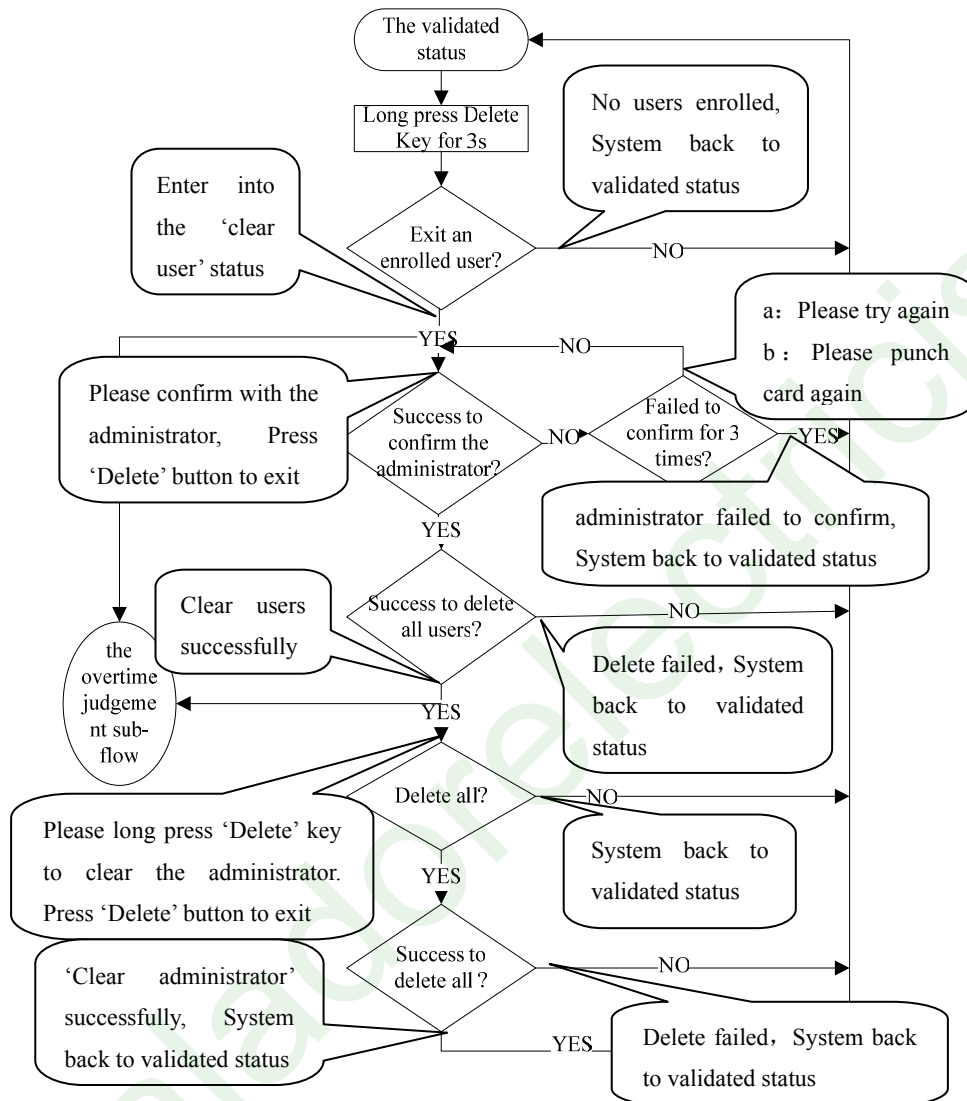 The validated
status
Long press Delete
Key for 3s
No users enrolled,
System back to
validated status
Enter into
the ‘clear
user’ status
Exit an
enrolled user?
NO
YES
a：Please try again
b：Please punch
card again
NO
Please confirm with the
administrator, Press
‘Delete’ button to exit
Success to
confirm the
administrator?
NO
Failed to
confirm for 3
times?
YES
administrator failed to confirm,
System back to validated status
YES
Clear users
successfully
Success to delete
all users?
NO
Delete failed，System
back to validated
status
the
overtime
judgeme
nt sub-
flow
YES
Please long press ‘Delete’ key
to clear the administrator.
Press ‘Delete’ button to exit
Delete all?
NO
System back to
validated status
YES
‘Clear administrator’
successfully, System
back to validated status
Success to
delete all ?
NO
Delete failed，System back
to validated status
YES